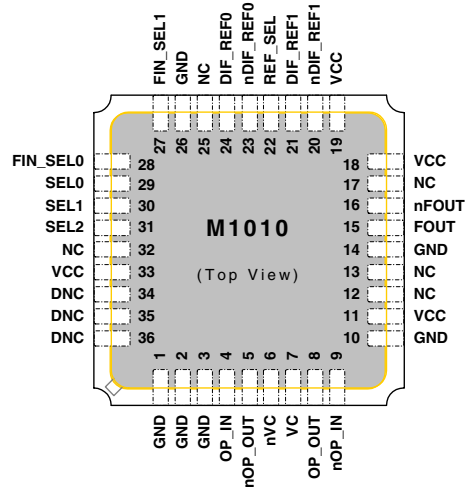 FIN_SEL1
GND
NC
DIF_REF0
nDIF_REF0
REF_SEL
DIF_REF1
nDIF_REF1
VCC
27
26
25
24
23
22
21
20
19
FIN_SEL0 28
SEL0 29
SEL1 30
SEL2 31
NC 32
VCC 33
DNC 34
DNC 35
DNC 36
M1010
(Top View)
18 VCC
17 NC
16 nFOUT
15 FOUT
14 GND
13 NC
12 NC
11 VCC
10 GND
1
2
3
4
5
6
7
8
9
GND
GND
GND
OP_IN
nOP_OUT
nVC
VC
OP_OUT
nOP_IN